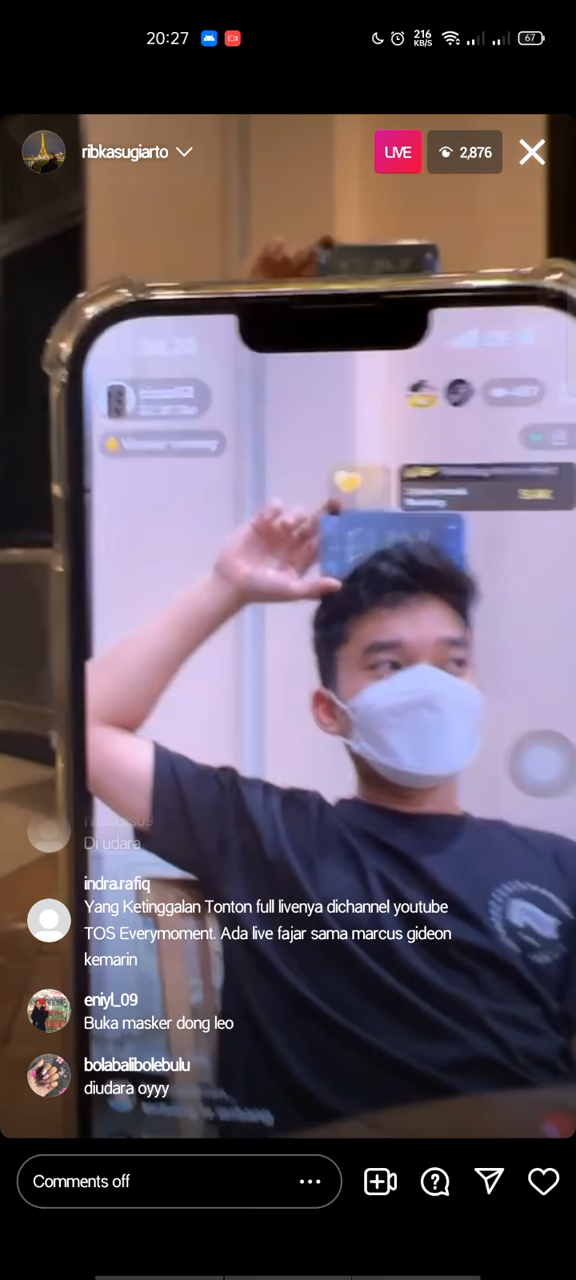 20:27
216
KB/S
67
ribkasugiarto
LIVE
2,876
Di udara
indra.rafiq
Yang Ketinggalan Tonton full livenya dichannel youtube
TOS Everymoment. Ada live fajar sama marcus gideon
kemarin
eniyl_09
Buka masker dong leo
bolabalibolebulu
diudara oyyy
Comments off